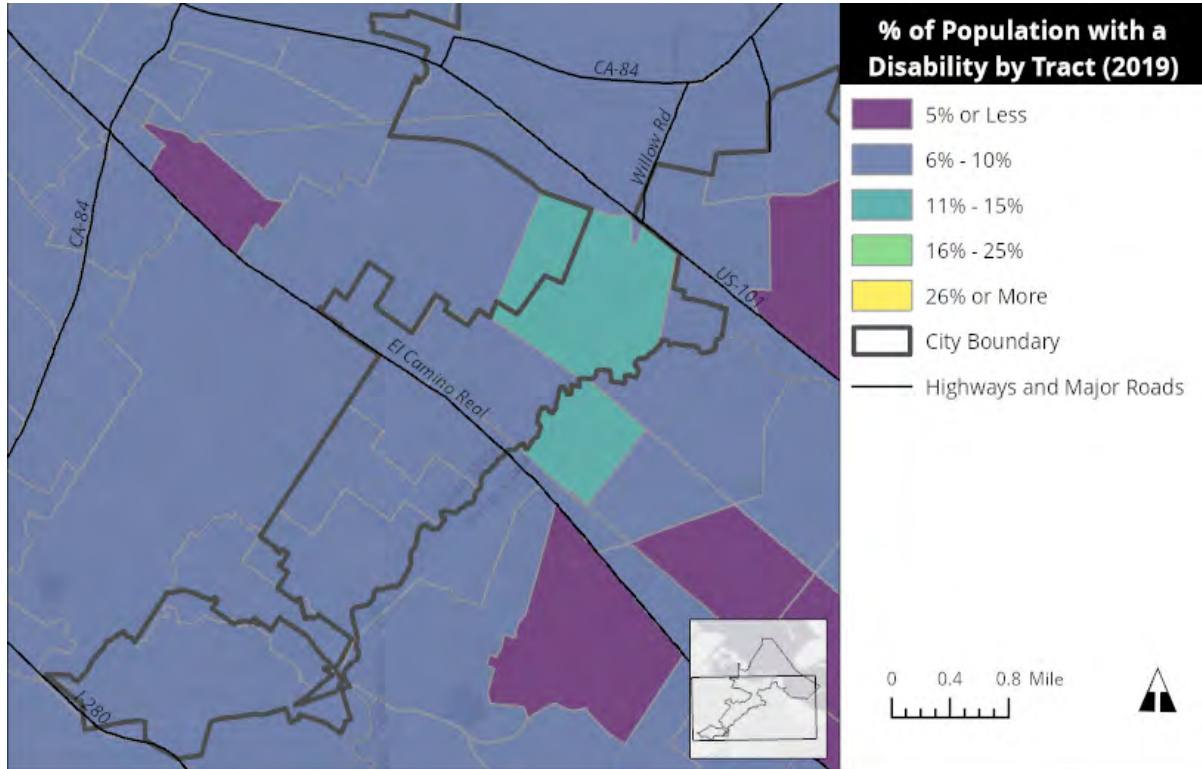 % of Population with a
Disability by Tract (2019)
5% or Less
6% - 10%
11% - 15%
16% - 25%
26% or More
City Boundary
Highways and Major Roads
0 0.4 0.8 Mile
CA-84
Willow Rd
CA-84
US-101
El Camino Real
I-280